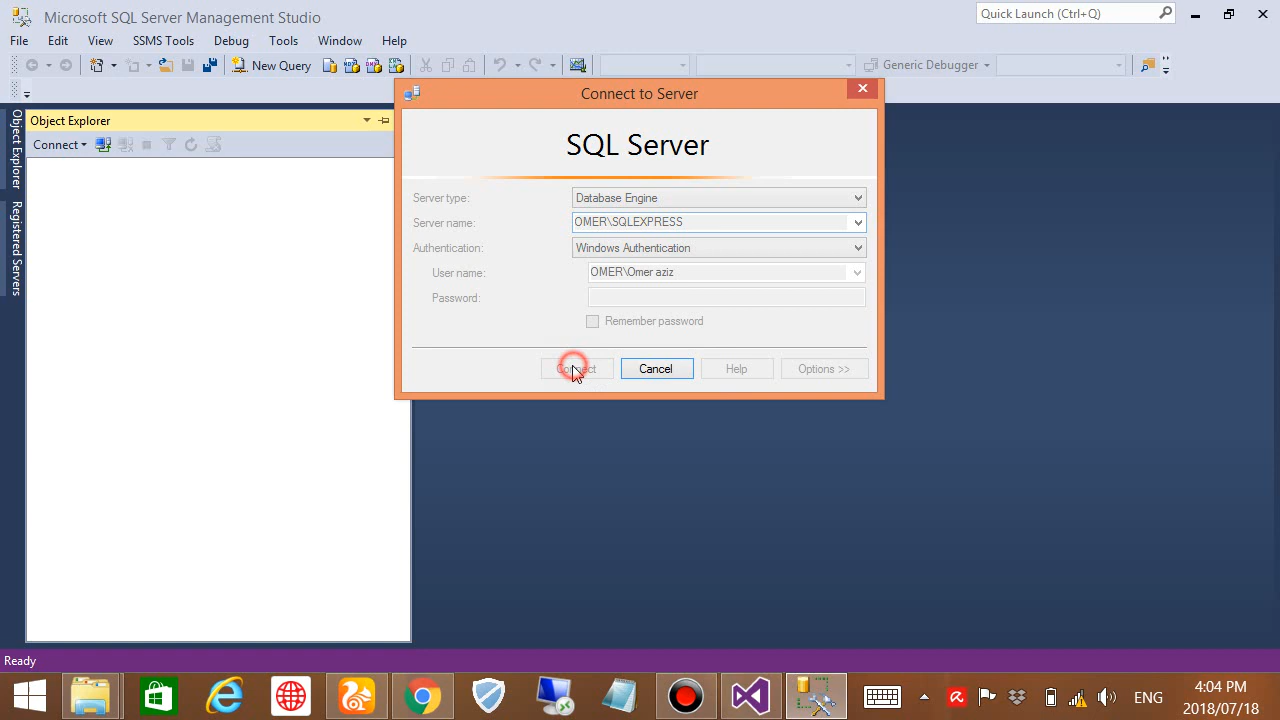 Microsoft SQL Server Management Studio
Quick Launch (Ctrl+Q)
File Edit View SSMS Tools Debug Tools Window Help
New Query Generic Debugger
Object Explorer
Registered Servers
Object Explorer
Connect
Connect to Server
SQL Server
Server type: Database Engine
Server name: OMER\SQLEXPRESS
Authentication: Windows Authentication
User name: OMER\Omer aziz
Password:
Remember password
Connect Cancel Help Options >>
Ready
ENG
4:04 PM
2018/07/18